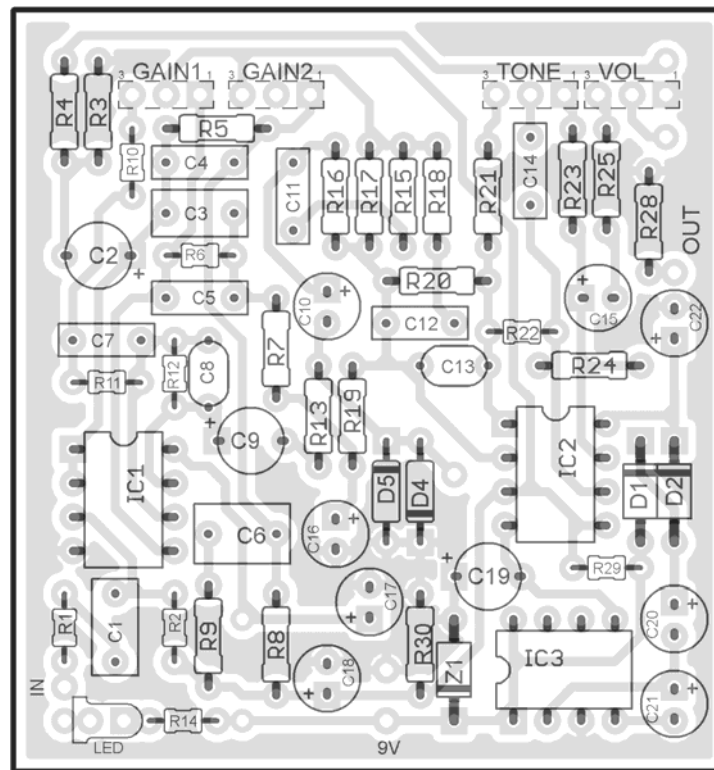 3 GAIN1 1 3 GAIN2 1 3 TONE 1 3 VOL 1
R4 R3 R5
R10 C4 C11 R16 R17 R15 R18 R21 C14 R23 R25 R28
C3
C2 + R6 OUT
C5 C10 + R20 + C15 C22 +
C7 R7 C12 R22
R11 R12 C8 C13 R24
+ C9 R13 R19
IC1 D5 D4 IC2 D1 D2
C6 C16 +
+ C19 R29
R1 C1 R2 R9 R8 C17 + R30 C20 +
Z1 IC3
IN C18 + C21 +
LED R14 9V